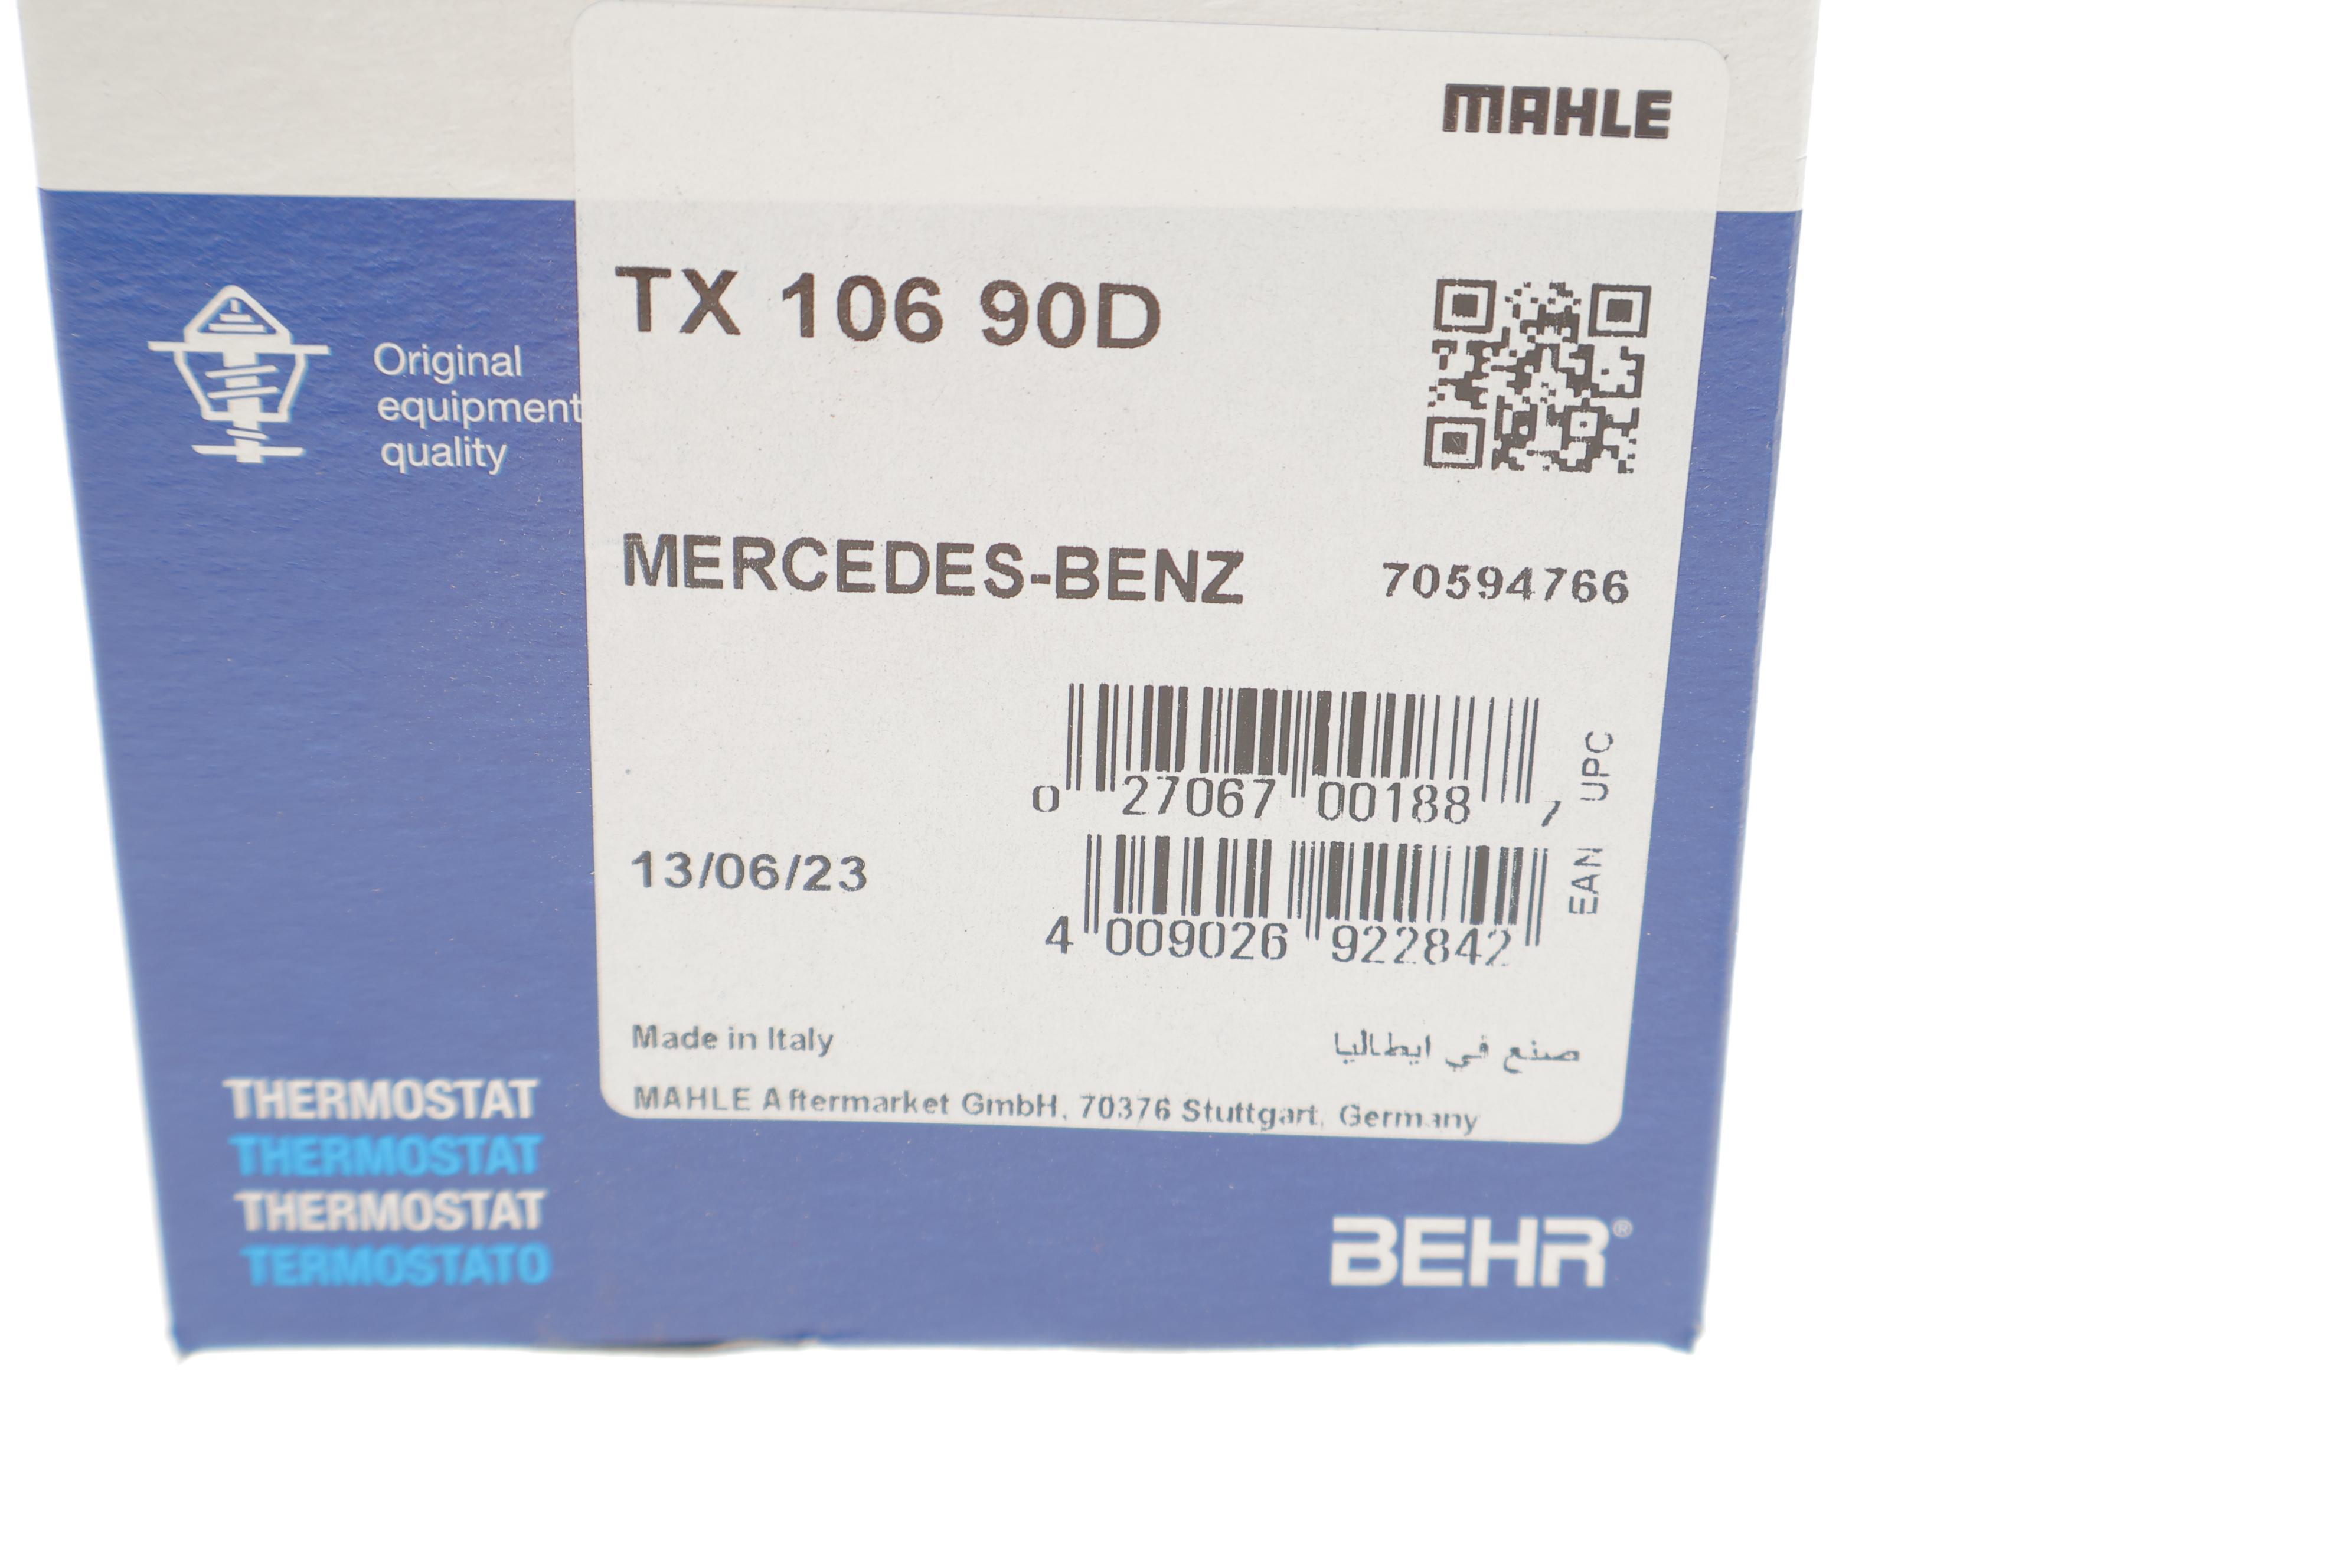 MAHLE
TX 106 90D
Original
equipment
quality
MERCEDES-BENZ 70594766
0 27067 00188 7
UPC
13/06/23
4 009026 922842
EAN
Made in Italy
صنع في ايطاليا
MAHLE Aftermarket GmbH, 70376 Stuttgart, Germany
THERMOSTAT
THERMOSTAT
THERMOSTAT
TERMOSTATO
BEHR®